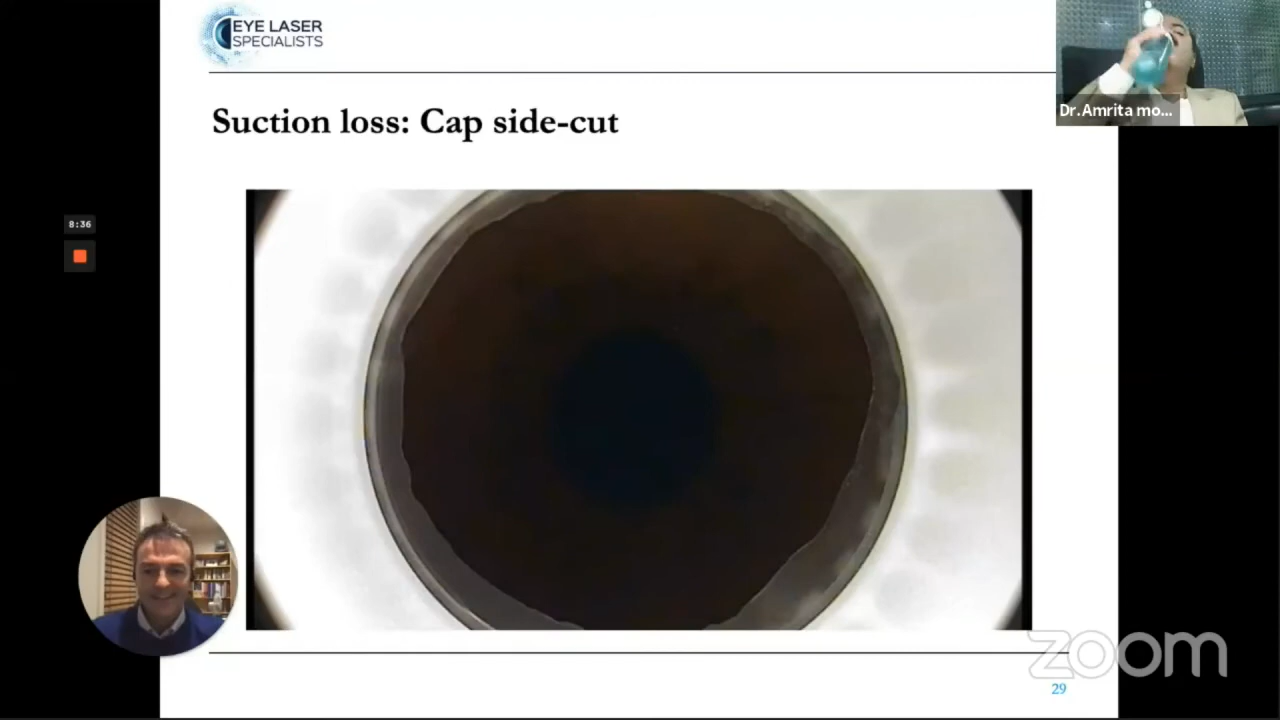 EYE LASER
SPECIALISTS
Dr.Amrita mo...
Suction loss: Cap side-cut
8:36
zoom
29